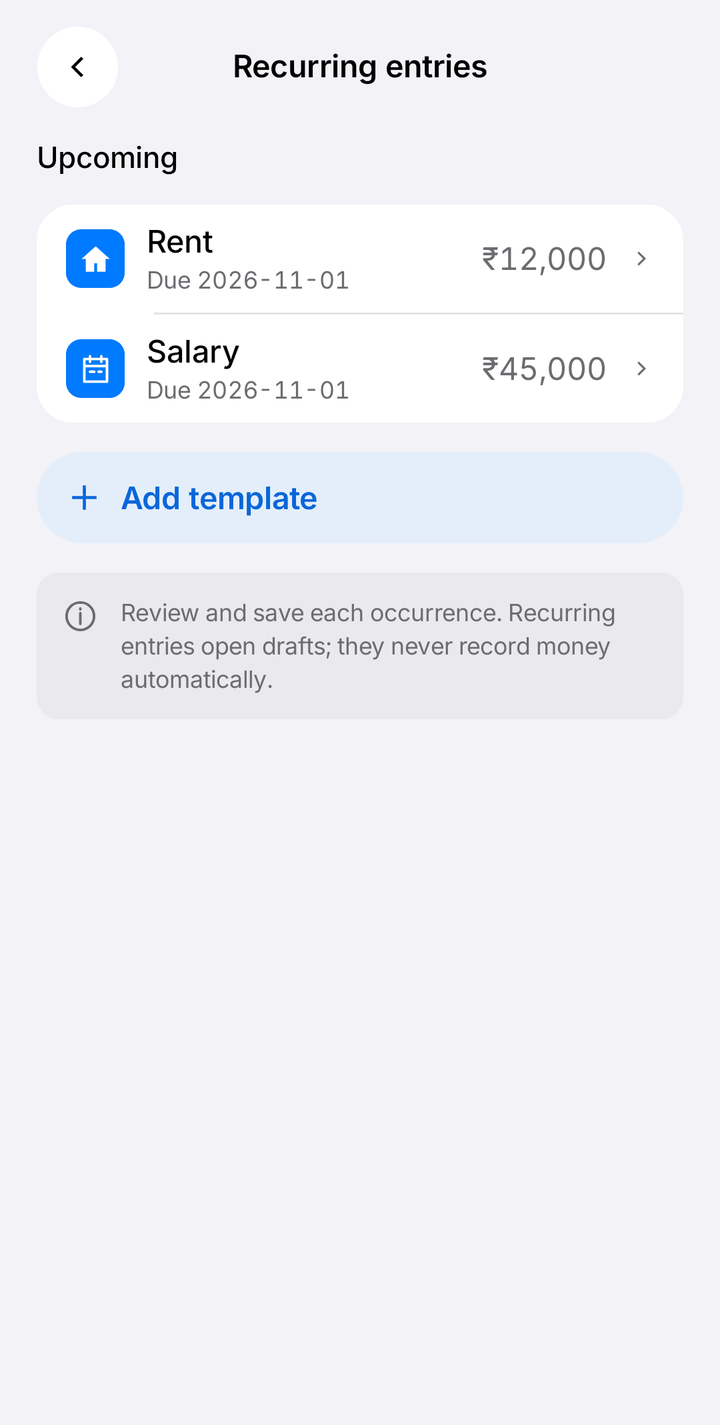 Recurring entries
Upcoming
Rent
Due 2026-11-01
₹12,000
Salary
Due 2026-11-01
₹45,000
Add template
Review and save each occurrence. Recurring
entries open drafts; they never record money
automatically.